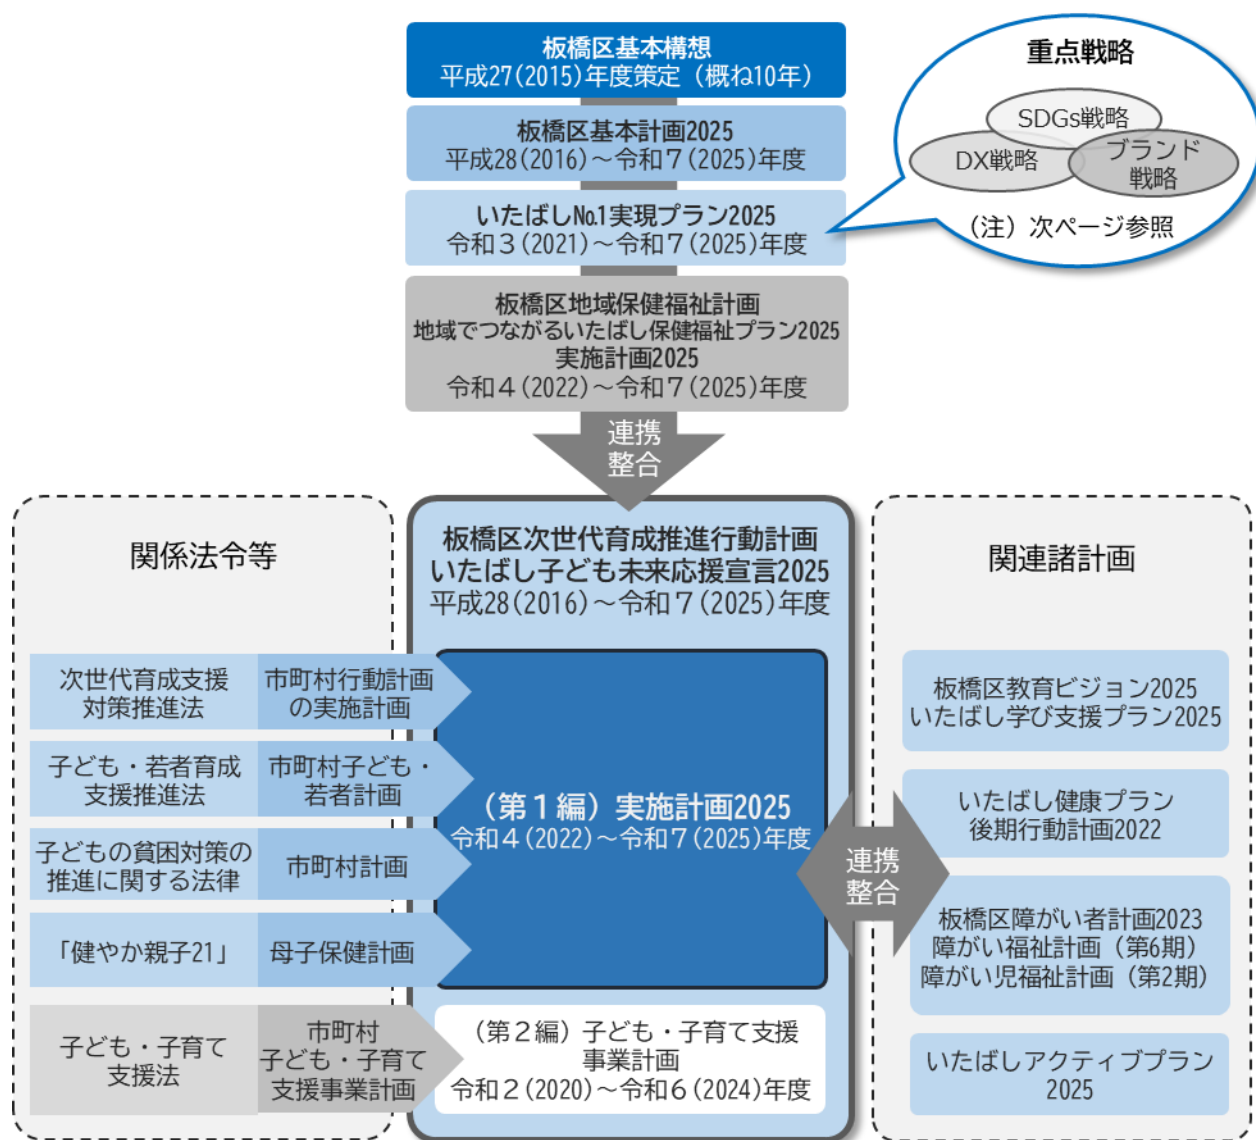 板橋区基本構想
平成27(2015)年度策定（概ね10年）
板橋区基本計画2025
平成28(2016)～令和７(2025)年度
いたばし№1実現プラン2025
令和３(2021)～令和７(2025)年度
板橋区地域保健福祉計画
地域でつながるいたばし保健福祉プラン2025
実施計画2025
令和４(2022)～令和７(2025)年度
重点戦略
SDGs戦略
DX戦略
ブランド
戦略
（注）次ページ参照
連携
整合
関係法令等
次世代育成支援
対策推進法
市町村行動計画
の実施計画
子ども・若者育成
支援推進法
市町村子ども・
若者計画
子どもの貧困対策の
推進に関する法律
市町村計画
「健やか親子21」
母子保健計画
子ども・子育て
支援法
市町村
子ども・子育て
支援事業計画
板橋区次世代育成推進行動計画
いたばし子ども未来応援宣言2025
平成28(2016)～令和７(2025)年度
（第１編）実施計画2025
令和４(2022)～令和７(2025)年度
（第２編）子ども・子育て支援
事業計画
令和２(2020)～令和６(2024)年度
連携
整合
関連諸計画
板橋区教育ビジョン2025
いたばし学び支援プラン2025
いたばし健康プラン
後期行動計画2022
板橋区障がい者計画2023
障がい福祉計画（第6期）
障がい児福祉計画（第2期）
いたばしアクティブプラン
2025